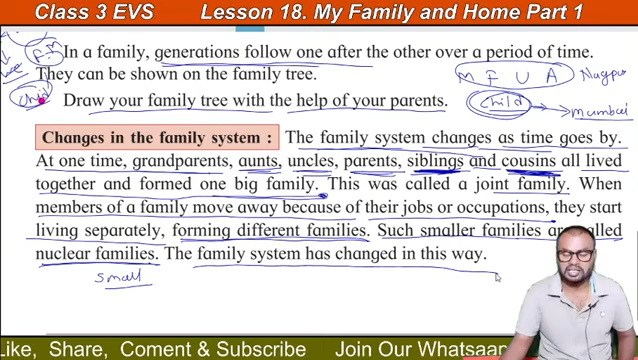 Class 3 EVS Lesson 18. My Family and Home Part 1
In a family, generations follow one after the other over a period of time.
They can be shown on the family tree.
Draw your family tree with the help of your parents.
M F U A Nagpur
child mumbai
Changes in the family system : The family system changes as time goes by.
At one time, grandparents, aunts, uncles, parents, siblings and cousins all lived
together and formed one big family. This was called a joint family. When
members of a family move away because of their jobs or occupations, they start
living separately, forming different families. Such smaller families are called
nuclear families. The family system has changed in this way.
small
Like, Share, Coment & Subscribe Join Our Whatsaap